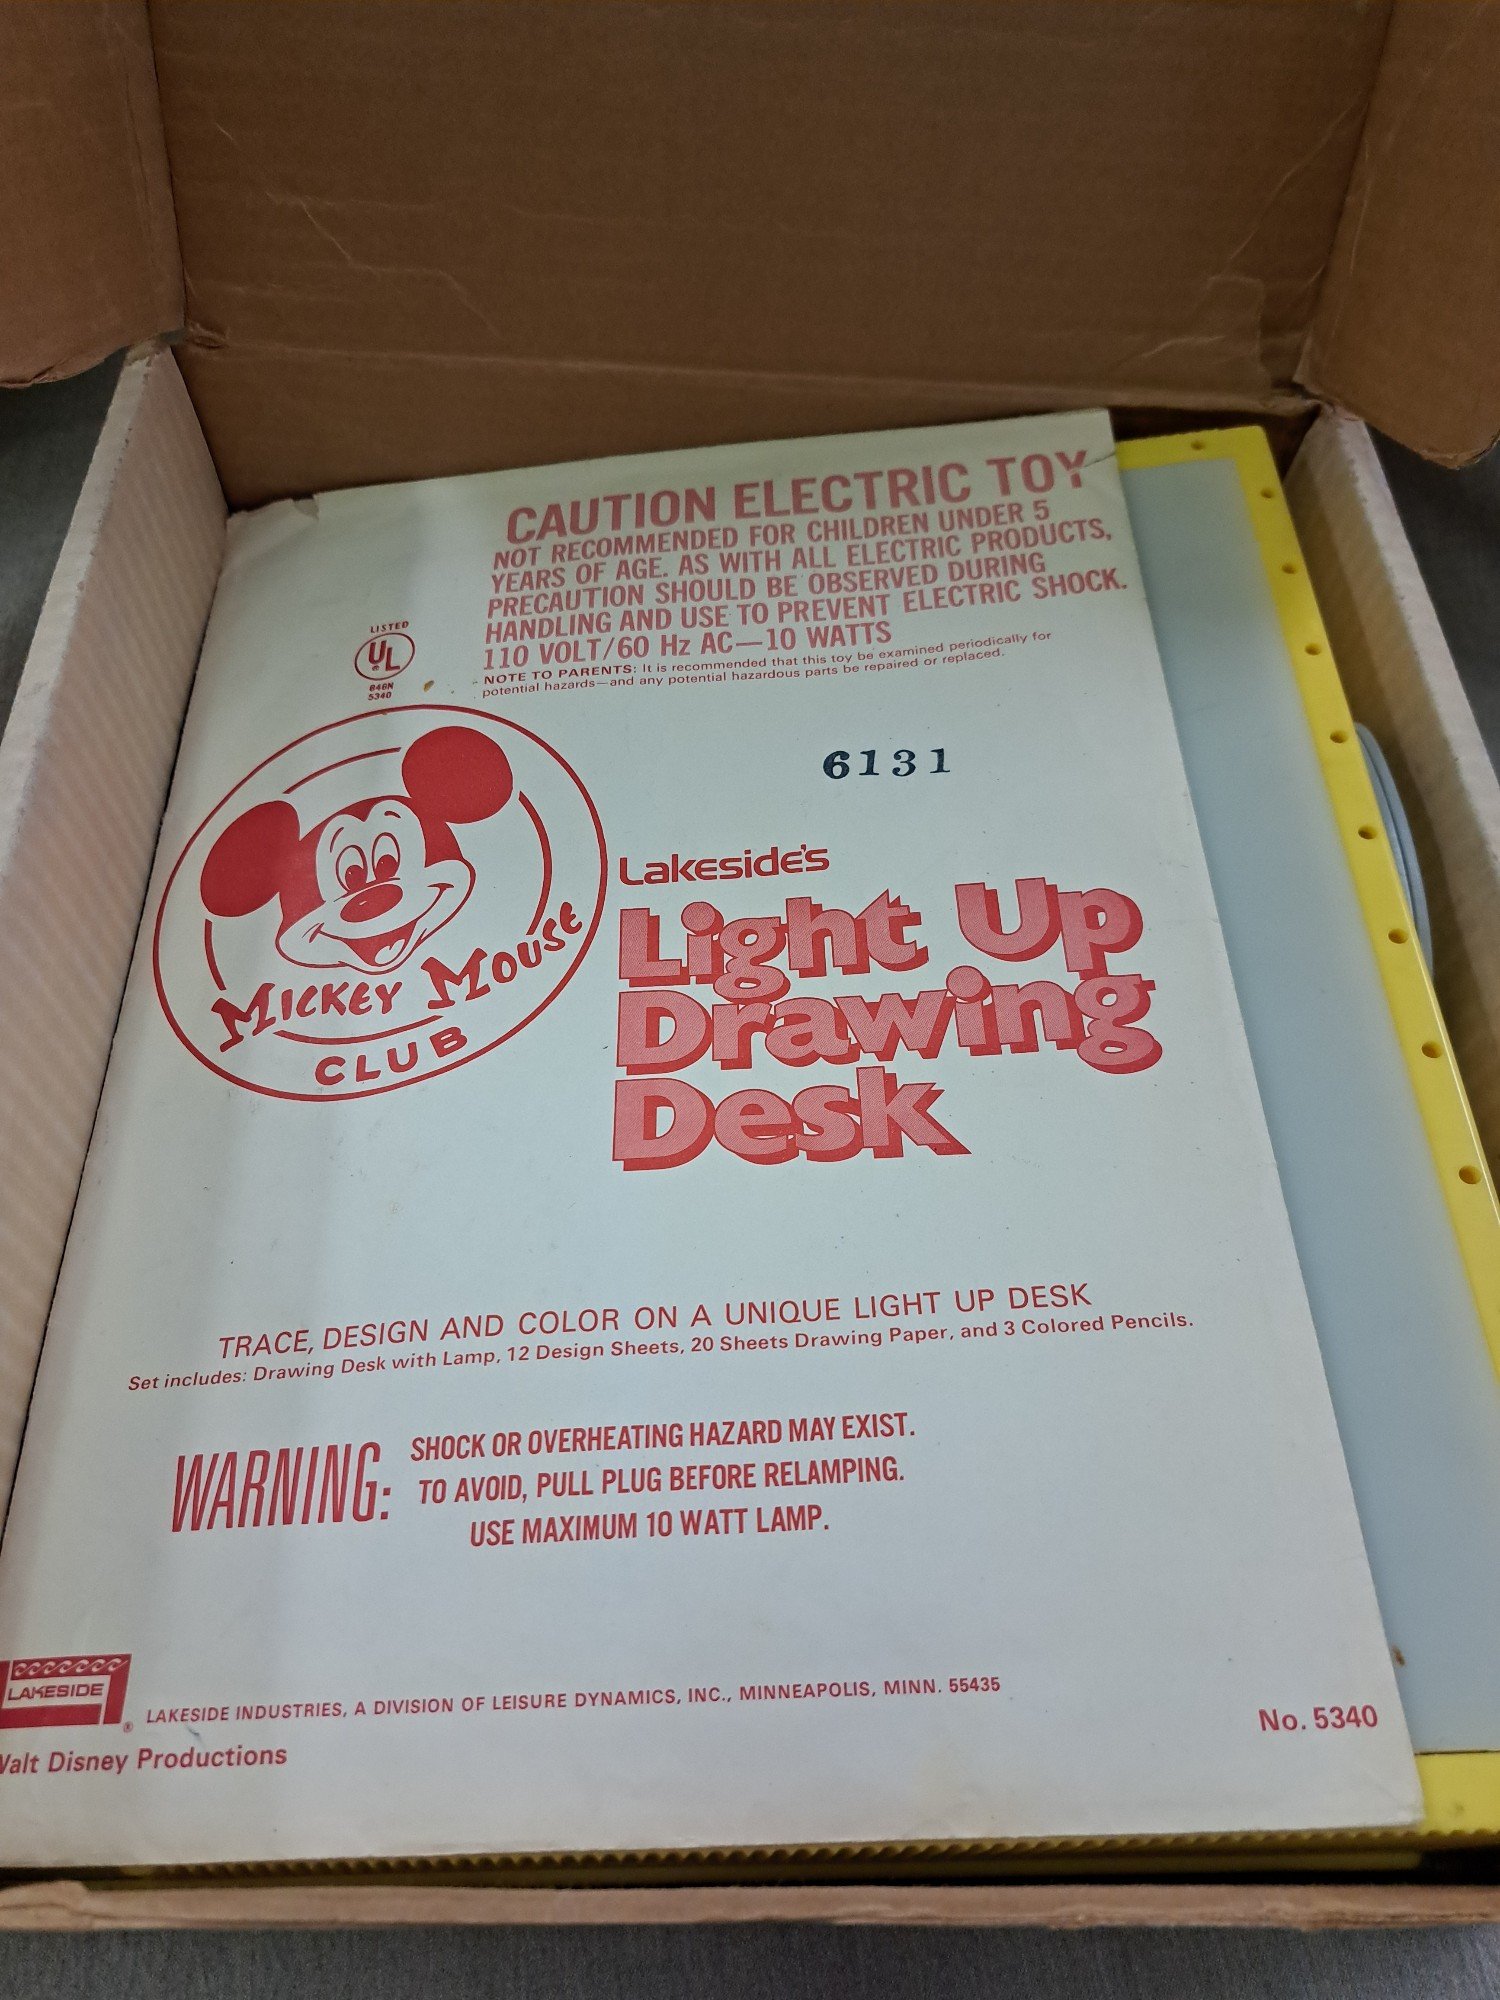 CAUTION ELECTRIC TOY
NOT RECOMMENDED FOR CHILDREN UNDER 5
YEARS OF AGE. AS WITH ALL ELECTRIC PRODUCTS,
PRECAUTION SHOULD BE OBSERVED DURING
HANDLING AND USE TO PREVENT ELECTRIC SHOCK.
110 VOLT/60 Hz AC—10 WATTS
NOTE TO PARENTS: It is recommended that this toy be examined periodically for
potential hazards—and any potential hazardous parts be repaired or replaced.
LISTED
UL
®
646N
5340
6131
MICKEY MOUSE
CLUB
Lakeside's
Light Up
Drawing
Desk
TRACE, DESIGN AND COLOR ON A UNIQUE LIGHT UP DESK
Set includes: Drawing Desk with Lamp, 12 Design Sheets, 20 Sheets Drawing Paper, and 3 Colored Pencils.
WARNING: SHOCK OR OVERHEATING HAZARD MAY EXIST.
TO AVOID, PULL PLUG BEFORE RELAMPING.
USE MAXIMUM 10 WATT LAMP.
LAKESIDE
® LAKESIDE INDUSTRIES, A DIVISION OF LEISURE DYNAMICS, INC., MINNEAPOLIS, MINN. 55435
Walt Disney Productions
No. 5340